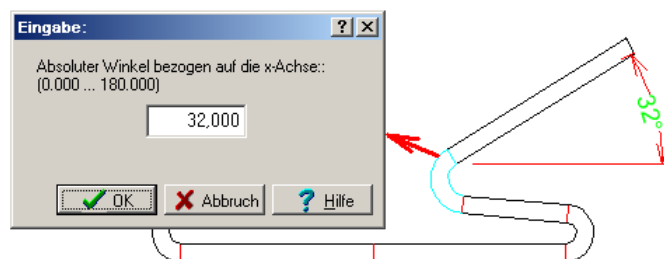 Eingabe:
Absoluter Winkel bezogen auf die x-Achse::
(0.000 ... 180.000)
32,000
OK
Abbruch
Hilfe
32°